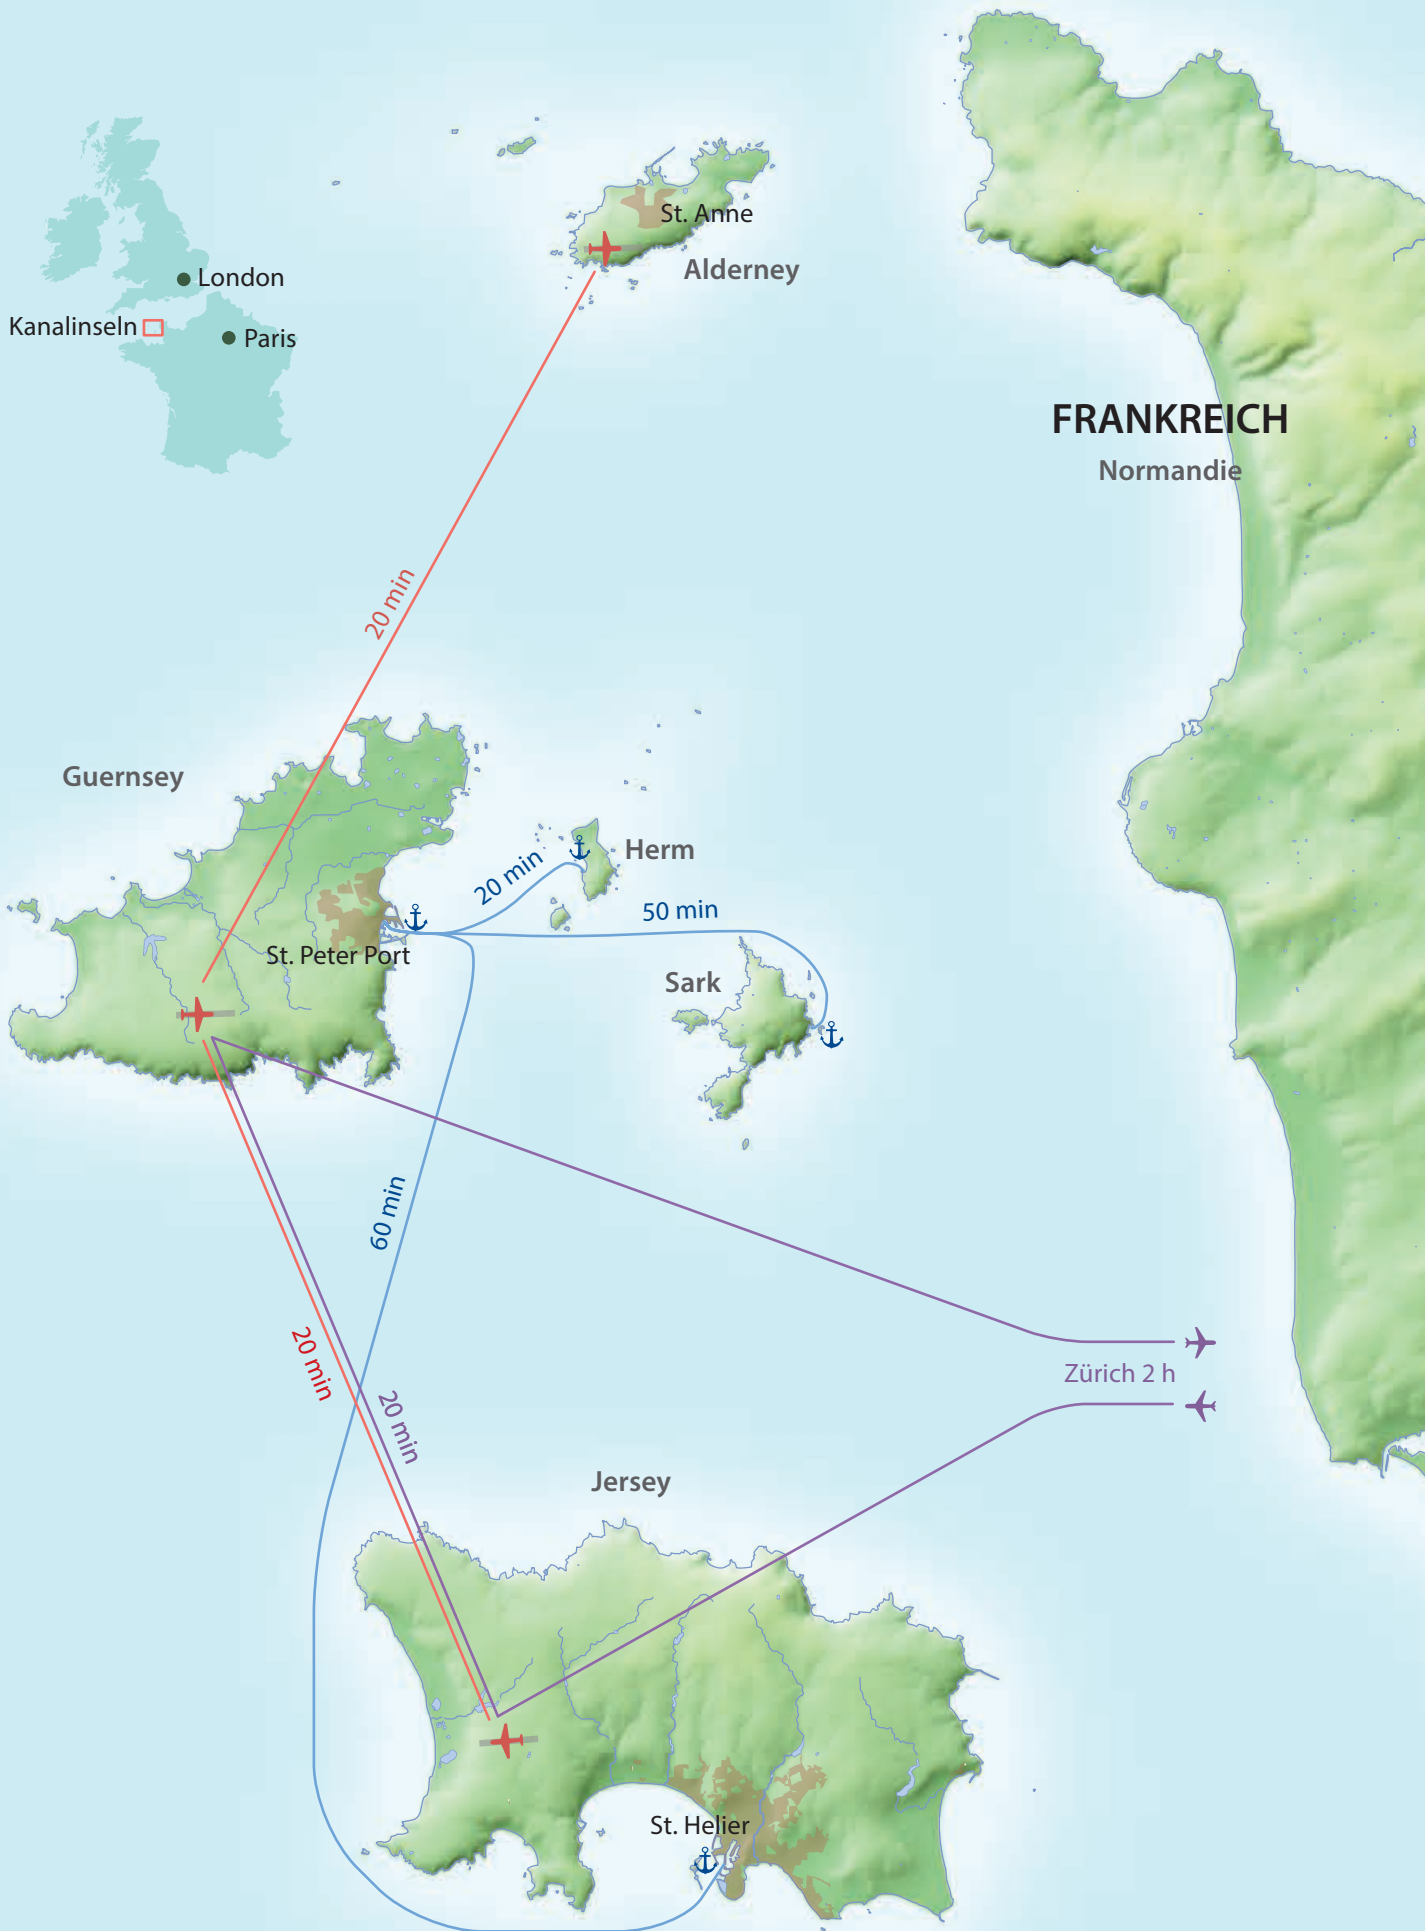 St. Anne
Alderney
London
Kanalinseln
Paris
FRANKREICH
Normandie
20 min
Guernsey
Herm
20 min
50 min
St. Peter Port
Sark
60 min
20 min
20 min
Zürich 2 h
Jersey
St. Helier